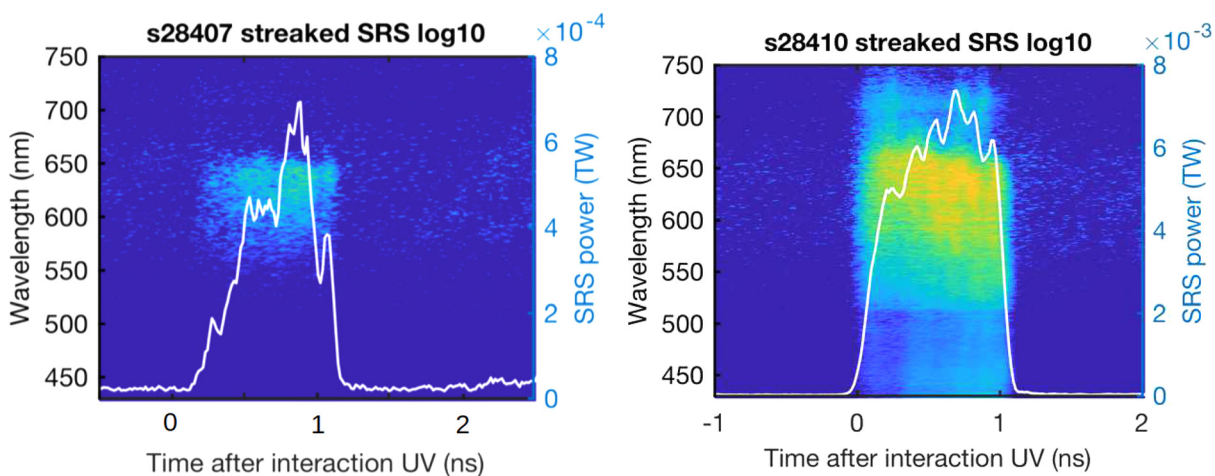 s28407 streaked SRS log10
×10-4
750
700
650
600
550
500
450
Wavelength (nm)
8
6
4
2
0
SRS power (TW)
0 1 2
Time after interaction UV (ns)
s28410 streaked SRS log10
×10-3
750
700
650
600
550
500
450
Wavelength (nm)
8
6
4
2
0
SRS power (TW)
-1 0 1 2
Time after interaction UV (ns)